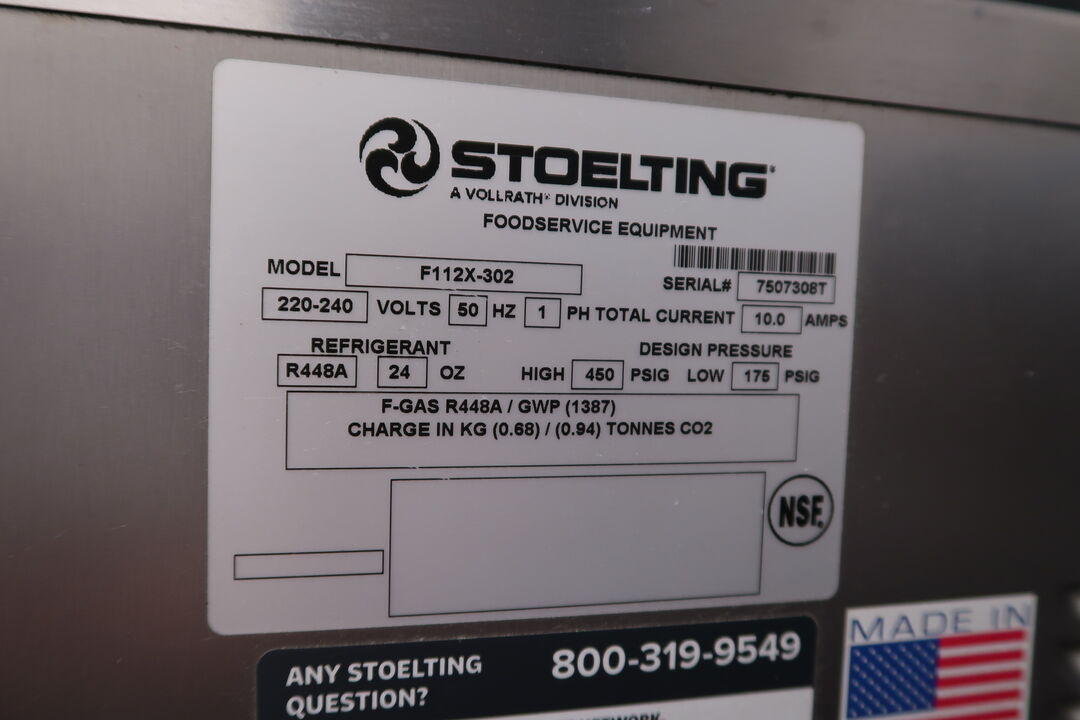 STOELTING
A VOLLRATH® DIVISION
FOODSERVICE EQUIPMENT
MODEL F112X-302
SERIAL# 7507308T
220-240 VOLTS 50 HZ 1 PH TOTAL CURRENT 10.0 AMPS
REFRIGERANT DESIGN PRESSURE
R448A 24 OZ HIGH 450 PSIG LOW 175 PSIG
F-GAS R448A / GWP (1387)
CHARGE IN KG (0.68) / (0.94) TONNES CO2
NSF.
MADE IN
ANY STOELTING 800-319-9549
QUESTION?